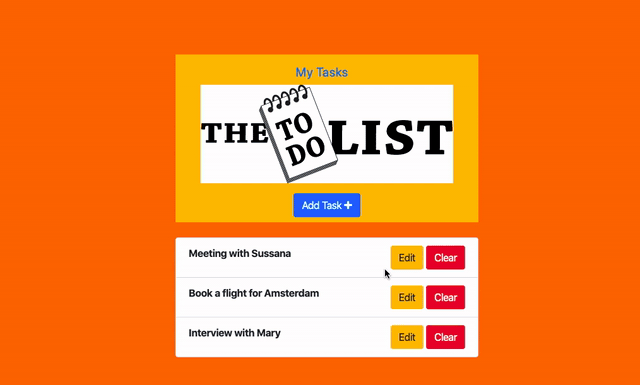 My Tasks
THE TO DO LIST
Add Task +
Meeting with Sussana Edit Clear
Book a flight for Amsterdam Edit Clear
Interview with Mary Edit Clear